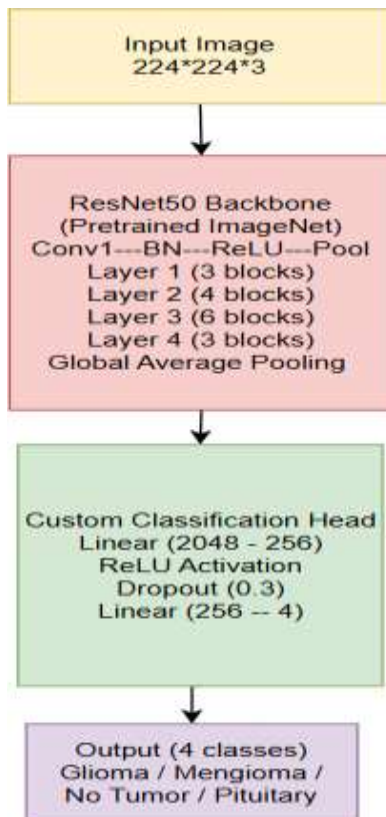 Input Image
224*224*3
ResNet50 Backbone
(Pretrained ImageNet)
Conv1---BN---ReLU---Pool
Layer 1 (3 blocks)
Layer 2 (4 blocks)
Layer 3 (6 blocks)
Layer 4 (3 blocks)
Global Average Pooling
Custom Classification Head
Linear (2048 - 256)
ReLU Activation
Dropout (0.3)
Linear (256 -- 4)
Output (4 classes)
Glioma / Mengioma /
No Tumor / Pituitary